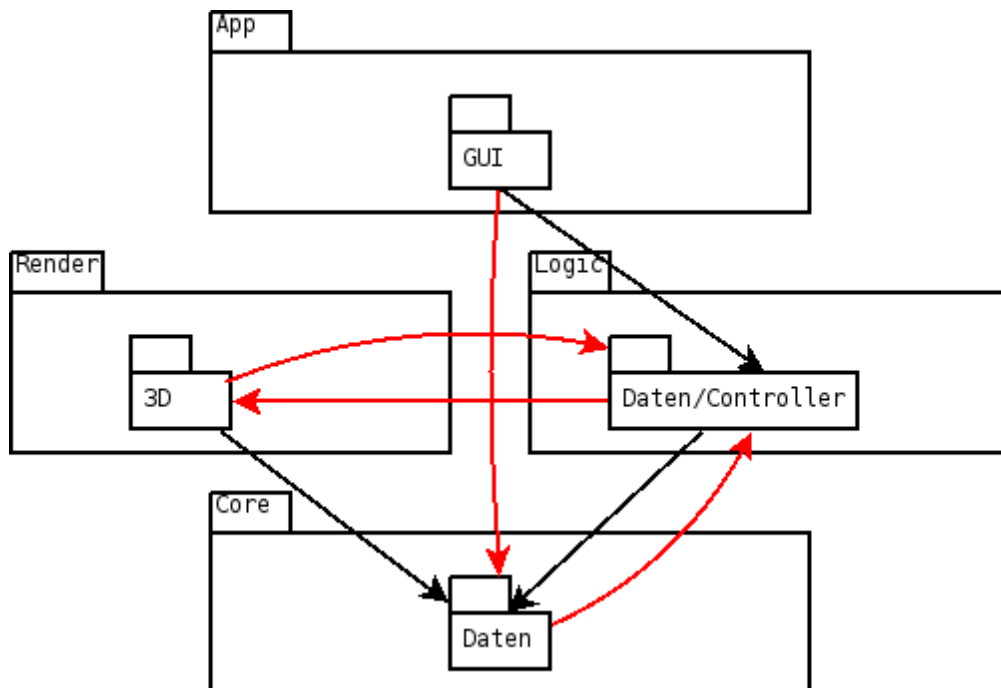 App
GUI
Render
Logic
3D
Daten/Controller
Core
Daten